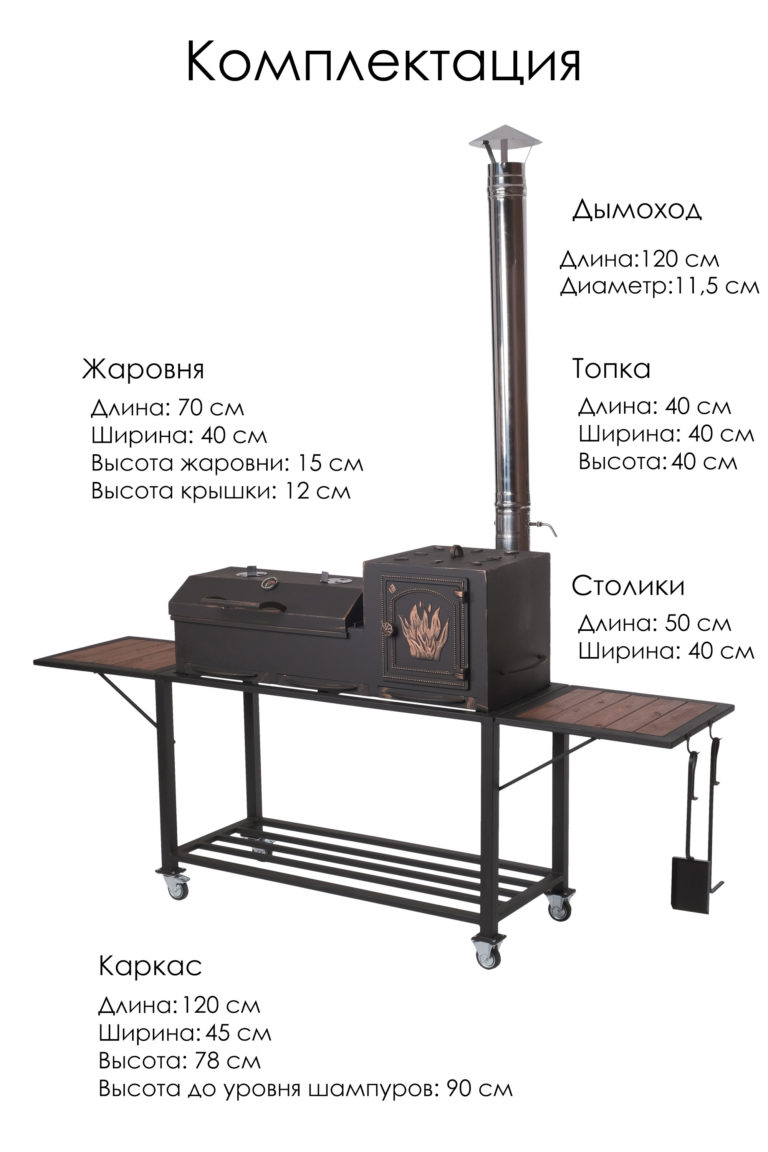 Комплектация
Дымоход
Длина:120 см
Диаметр:11,5 см
Жаровня
Длина: 70 см
Ширина: 40 см
Высота жаровни: 15 см
Высота крышки: 12 см
Топка
Длина: 40 см
Ширина: 40 см
Высота: 40 см
Столики
Длина: 50 см
Ширина: 40 см
Каркас
Длина: 120 см
Ширина: 45 см
Высота: 78 см
Высота до уровня шампуров: 90 см